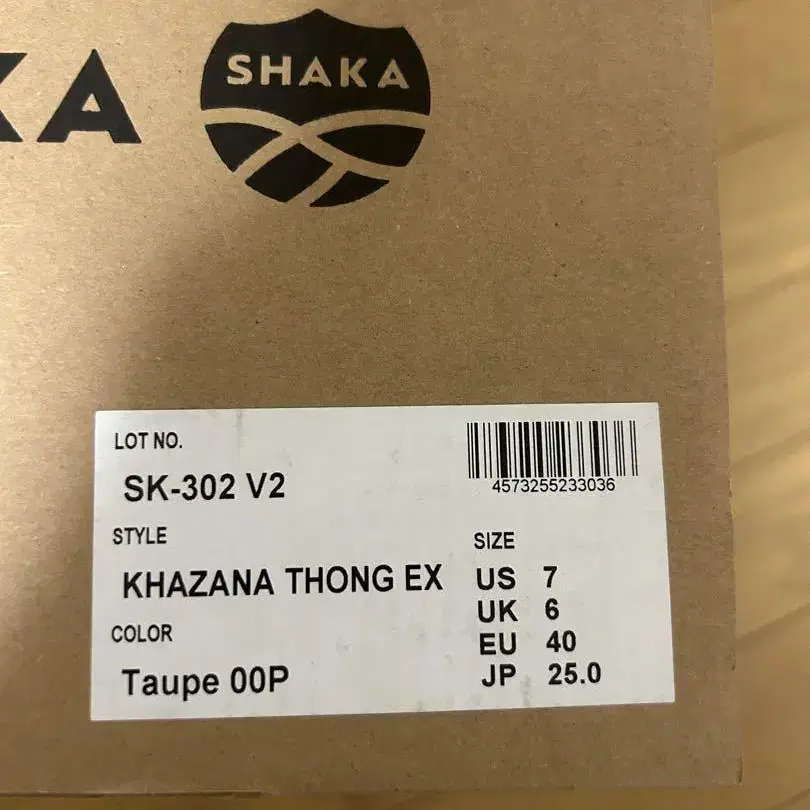 KA
SHAKA
LOT NO.
SK-302 V2
4573255233036
STYLE
KHAZANA THONG EX
COLOR
Taupe 00P
SIZE
US 7
UK 6
EU 40
JP 25.0